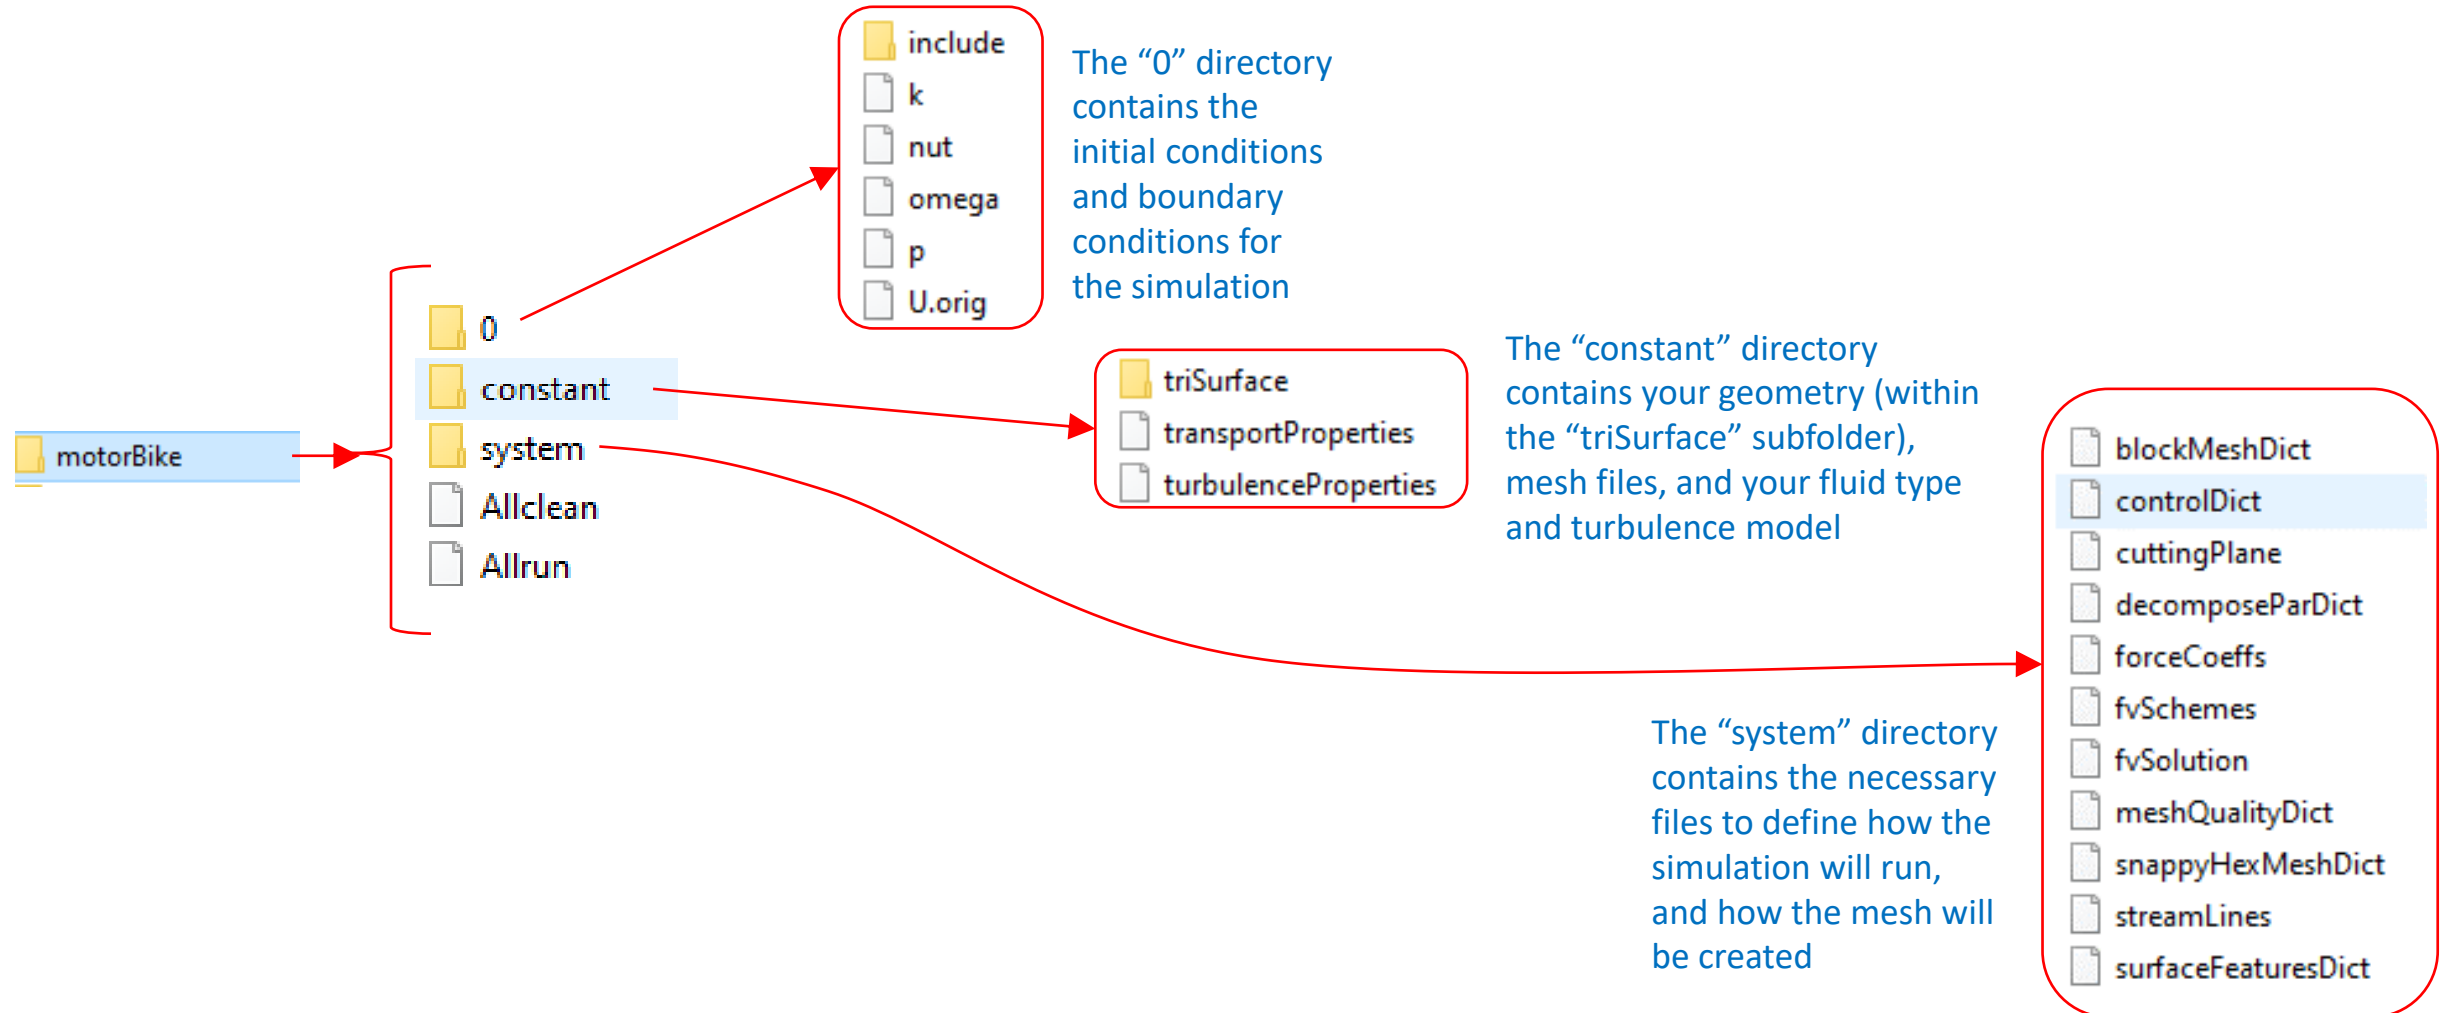 motorBike
0
constant
system
Allclean
Allrun
include
k
nut
omega
p
U.orig
The “0” directory
contains the
initial conditions
and boundary
conditions for
the simulation
triSurface
transportProperties
turbulenceProperties
The “constant” directory
contains your geometry (within
the “triSurface” subfolder),
mesh files, and your fluid type
and turbulence model
The “system” directory
contains the necessary
files to define how the
simulation will run,
and how the mesh will
be created
blockMeshDict
controlDict
cuttingPlane
decomposeParDict
forceCoeffs
fvSchemes
fvSolution
meshQualityDict
snappyHexMeshDict
streamLines
surfaceFeaturesDict